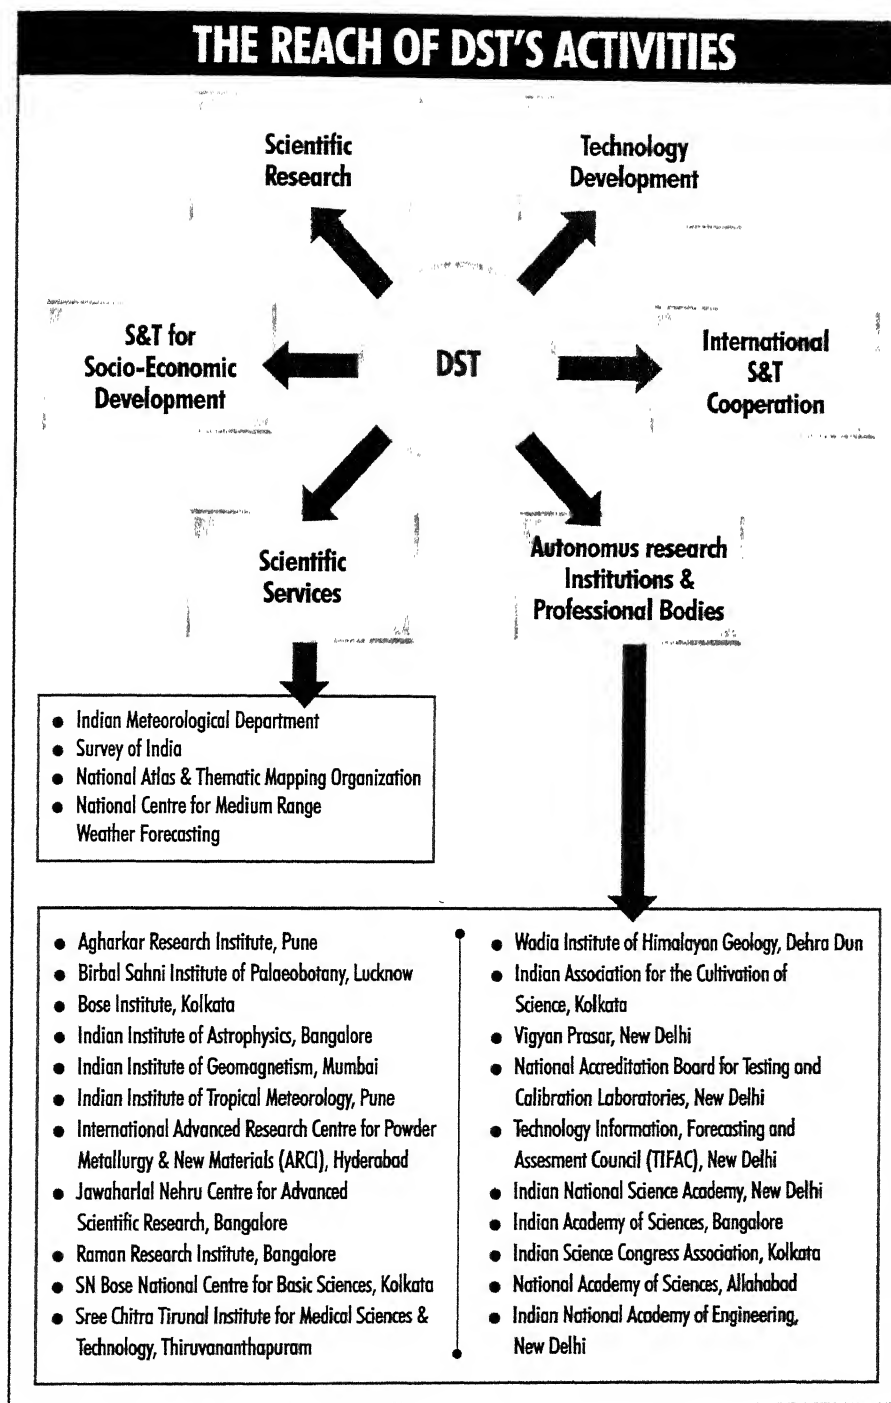 THE REACH OF DST'S ACTIVITIES
Scientific
Research
Technology
Development
S&T for
Socio-Economic
Development
DST
International
S&T
Cooperation
Scientific
Services
Autonomus research
Institutions &
Professional Bodies
● Indian Meteorological Department
● Survey of India
● National Atlas & Thematic Mapping Organization
● National Centre for Medium Range
Weather Forecasting
● Agharkar Research Institute, Pune
● Birbal Sahni Institute of Palaeobotany, Lucknow
● Bose Institute, Kolkata
● Indian Institute of Astrophysics, Bangalore
● Indian Institute of Geomagnetism, Mumbai
● Indian Institute of Tropical Meteorology, Pune
● International Advanced Research Centre for Powder
Metallurgy & New Materials (ARCI), Hyderabad
● Jawaharlal Nehru Centre for Advanced
Scientific Research, Bangalore
● Raman Research Institute, Bangalore
● SN Bose National Centre for Basic Sciences, Kolkata
● Sree Chitra Tirunal Institute for Medical Sciences &
Technology, Thiruvananthapuram
● Wadia Institute of Himalayan Geology, Dehra Dun
● Indian Association for the Cultivation of
Science, Kolkata
● Vigyan Prasar, New Delhi
● National Accreditation Board for Testing and
Calibration Laboratories, New Delhi
● Technology Information, Forecasting and
Assesment Council (TIFAC), New Delhi
● Indian National Science Academy, New Delhi
● Indian Academy of Sciences, Bangalore
● Indian Science Congress Association, Kolkata
● National Academy of Sciences, Allahabad
● Indian National Academy of Engineering,
New Delhi